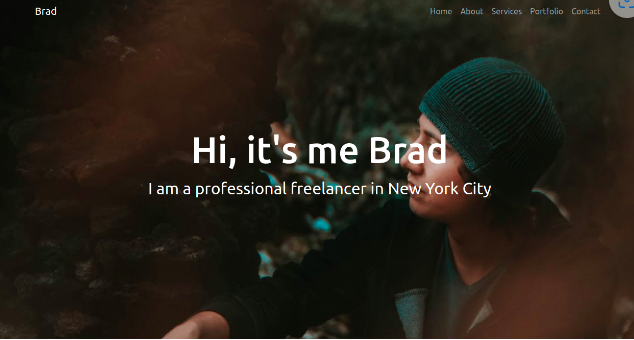 Brad
Home About Services Portfolio Contact
Hi, it's me Brad
I am a professional freelancer in New York City